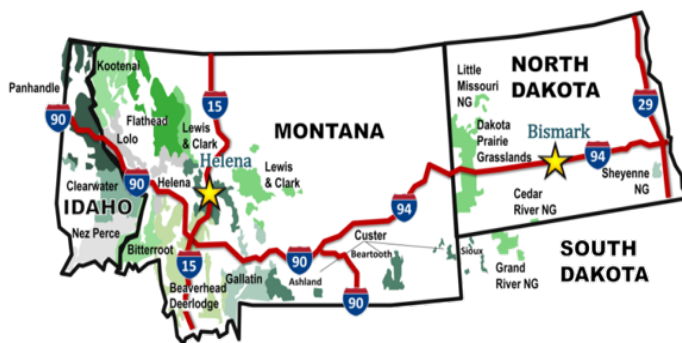 Kootenai
Panhandle
90
Flathead
Lolo
15
Lewis
& Clark
Helena
MONTANA
Lewis
& Clark
Clearwater
90
Helena
IDAHO
Nez Perce
Bitterroot
15
Beaverhead
Deerlodge
Gallatin
90
Ashland
Custer
Beartooth
Sioux
94
90
Little
Missouri
NG
NORTH
DAKOTA
29
Dakota
Prairie
Grasslands
Bismark
94
Sheyenne
NG
Cedar
River NG
SOUTH
DAKOTA
Grand
River NG